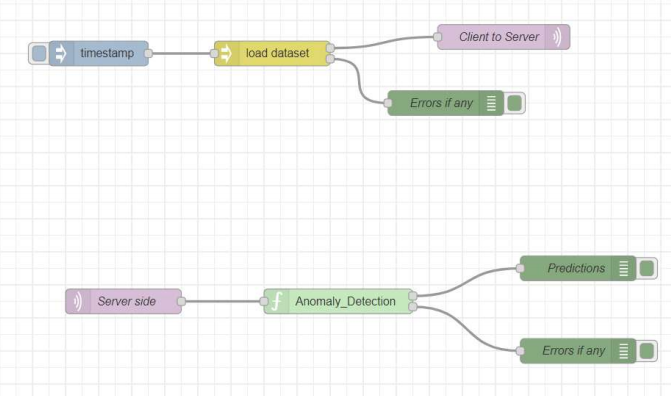 Client to Server
timestamp
load dataset
Errors if any
Predictions
Server side
Anomaly_Detection
Errors if any